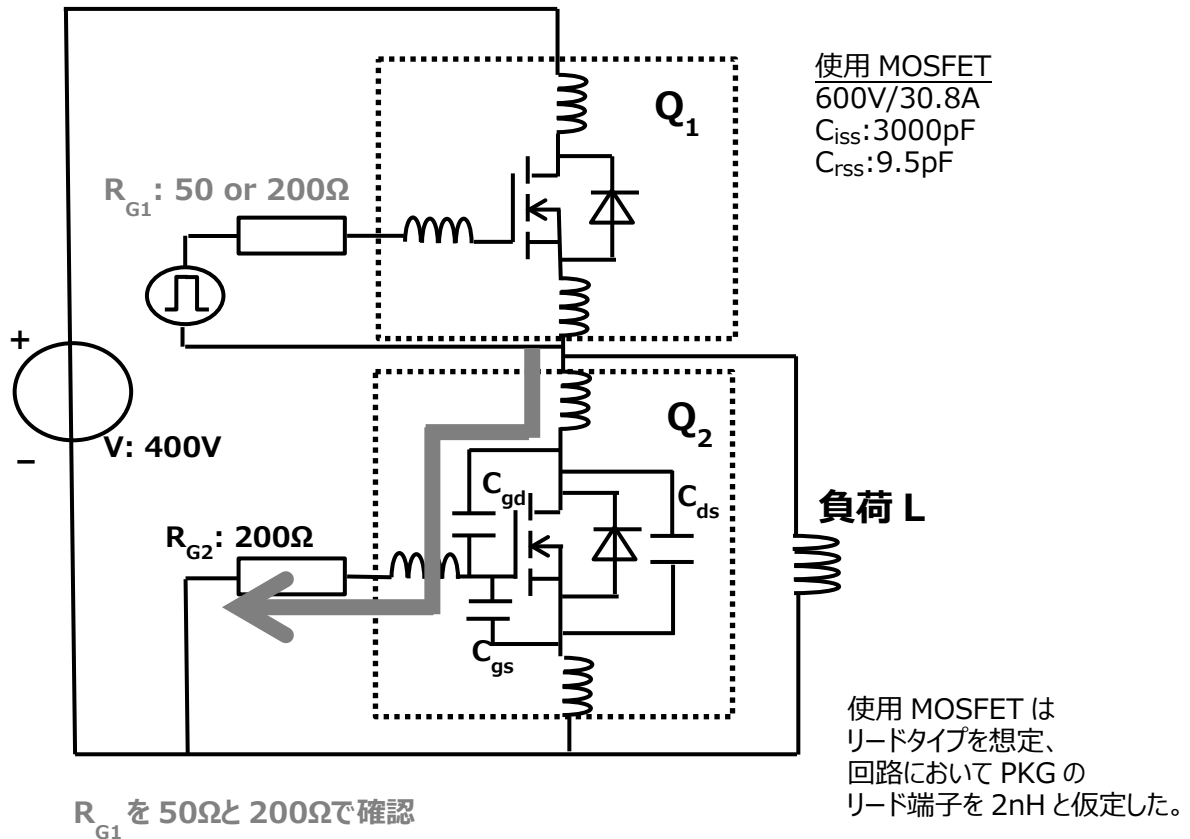 使用 MOSFET
600V/30.8A
Ciss:3000pF
Crss:9.5pF
Q1
RG1: 50 or 200Ω
+
V: 400V
−
Q2
Cgd
Cds
負荷 L
RG2: 200Ω
Cgs
使用 MOSFET は
リードタイプを想定、
回路において PKG の
リード端子を 2nH と仮定した。
RG1 を 50Ωと 200Ωで確認